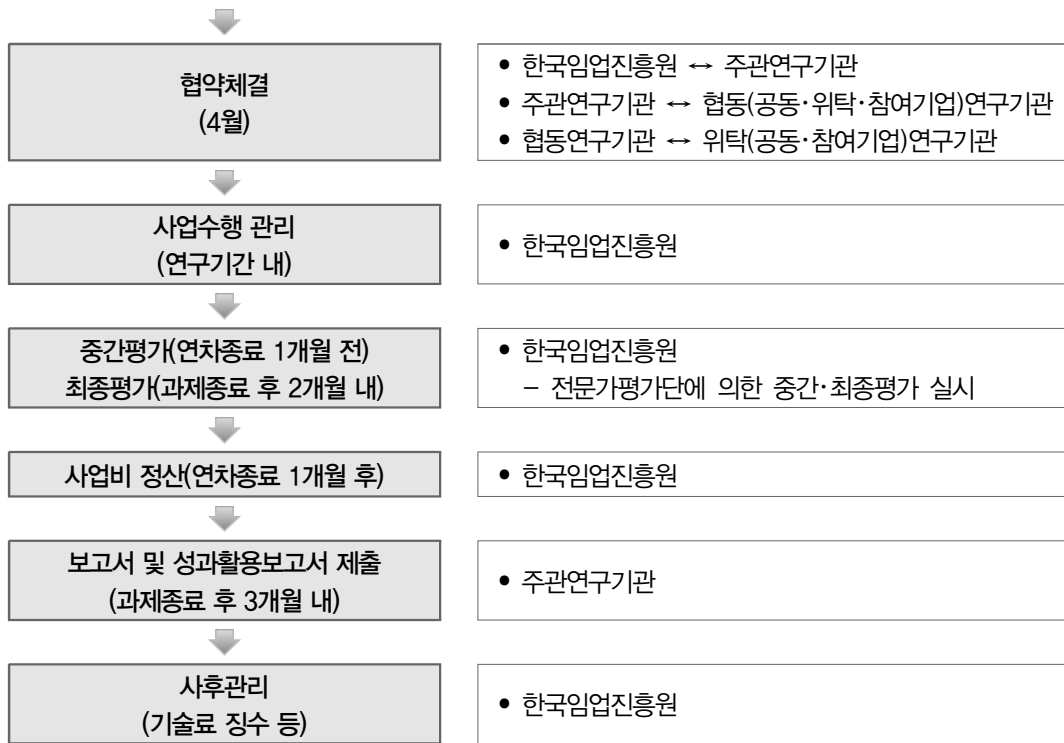 협약체결
(4월)
• 한국임업진흥원 ↔ 주관연구기관
• 주관연구기관 ↔ 협동(공동·위탁·참여기업)연구기관
• 협동연구기관 ↔ 위탁(공동·참여기업)연구기관
사업수행 관리
(연구기간 내)
• 한국임업진흥원
중간평가(연차종료 1개월 전)
최종평가(과제종료 후 2개월 내)
• 한국임업진흥원
– 전문가평가단에 의한 중간·최종평가 실시
사업비 정산(연차종료 1개월 후)
• 한국임업진흥원
보고서 및 성과활용보고서 제출
(과제종료 후 3개월 내)
• 주관연구기관
사후관리
(기술료 징수 등)
• 한국임업진흥원